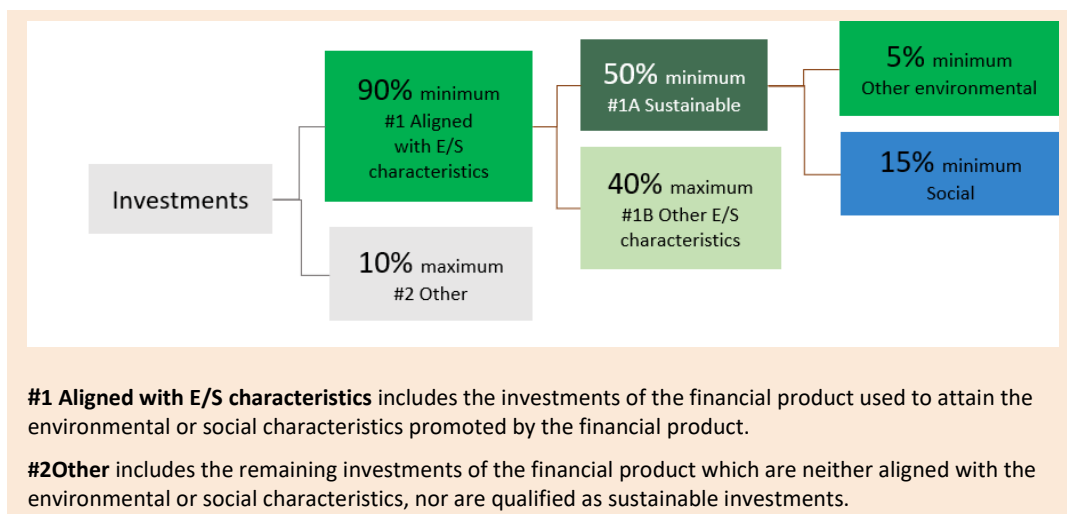 Investments
90% minimum
#1 Aligned
with E/S
characteristics
10% maximum
#2 Other
50% minimum
#1A Sustainable
40% maximum
#1B Other E/S
characteristics
5% minimum
Other environmental
15% minimum
Social
#1 Aligned with E/S characteristics includes the investments of the financial product used to attain the
environmental or social characteristics promoted by the financial product.
#2Other includes the remaining investments of the financial product which are neither aligned with the
environmental or social characteristics, nor are qualified as sustainable investments.